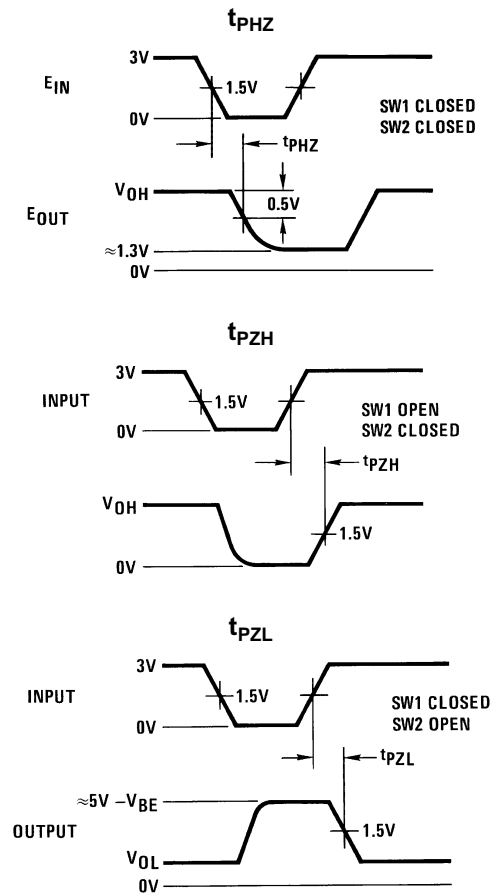 tPHZ
3V
EIN
1.5V
0V
SW1 CLOSED
SW2 CLOSED
tPHZ
VOH
0.5V
EOUT
≈1.3V
0V
tPZH
3V
INPUT
1.5V
0V
SW1 OPEN
SW2 CLOSED
tPZH
VOH
1.5V
0V
tPZL
3V
INPUT
1.5V
0V
SW1 CLOSED
SW2 OPEN
tPZL
≈5V –VBE
OUTPUT
1.5V
VOL
0V